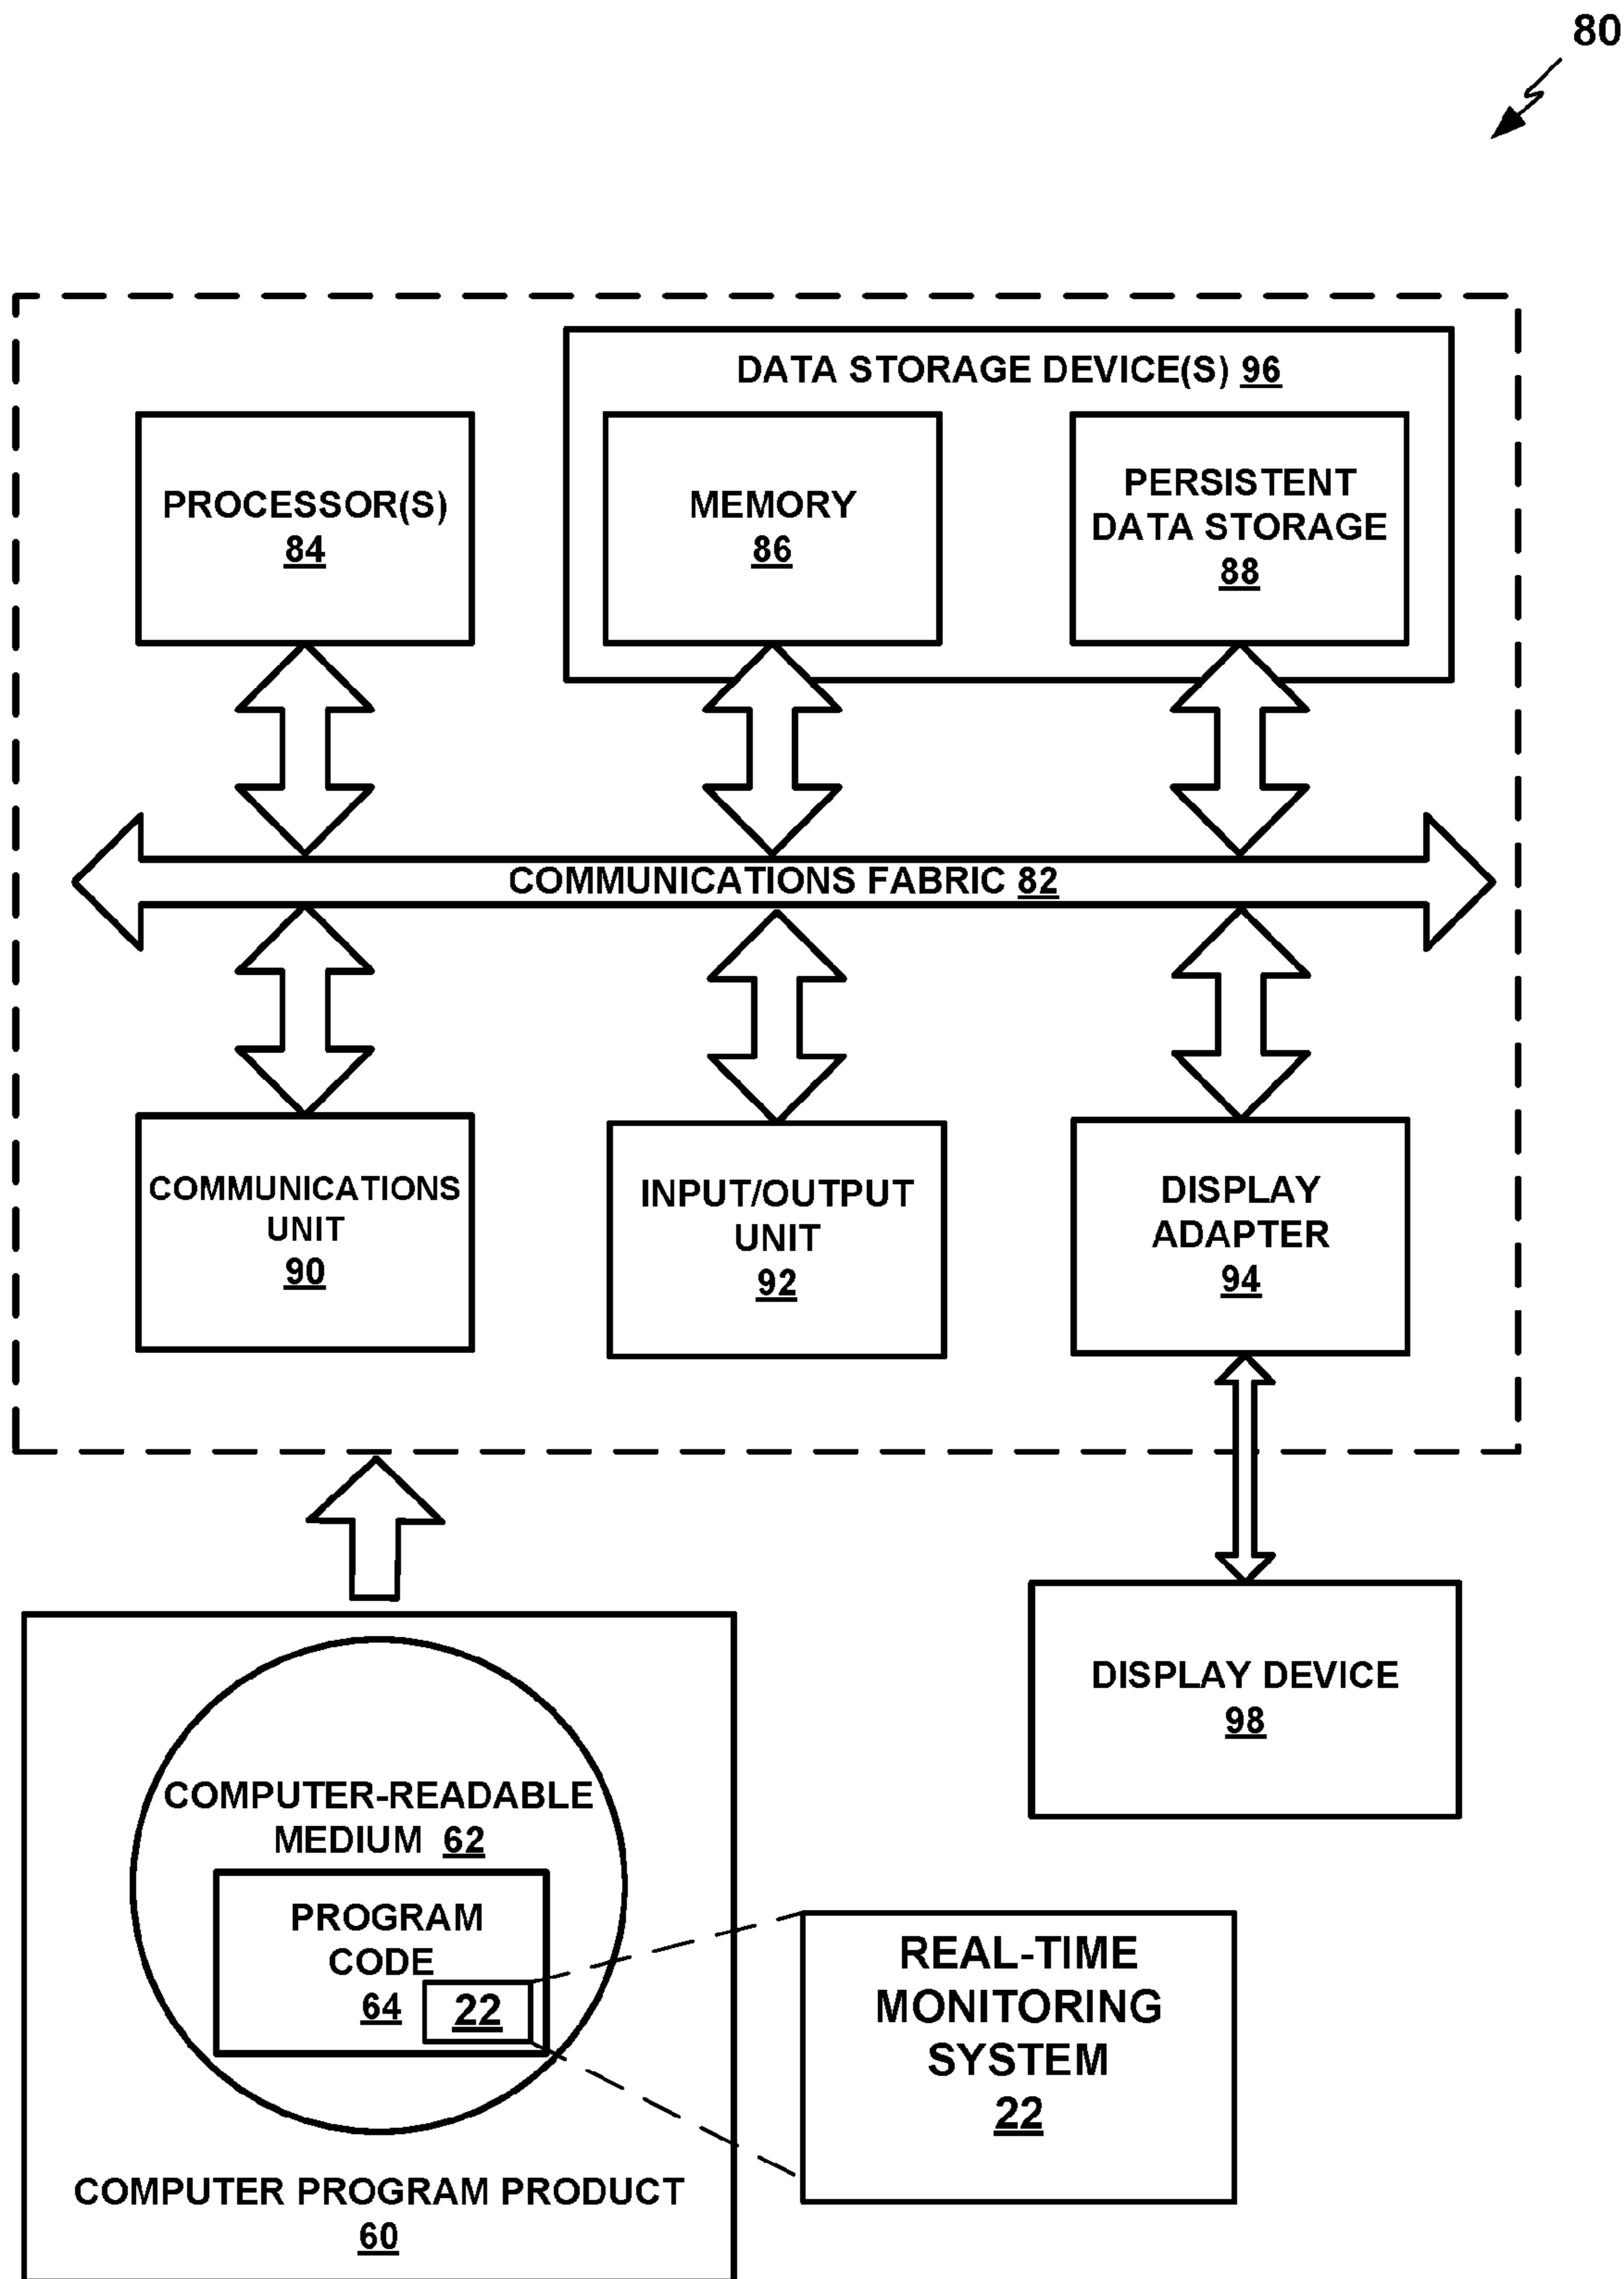 80
DATA STORAGE DEVICE(S) 96
PROCESSOR(S)
84
MEMORY
86
PERSISTENT
DATA STORAGE
88
COMMUNICATIONS FABRIC 82
COMMUNICATIONS
UNIT
90
INPUT/OUTPUT
UNIT
92
DISPLAY
ADAPTER
94
DISPLAY DEVICE
98
COMPUTER-READABLE
MEDIUM 62
PROGRAM
CODE
64
22
REAL-TIME
MONITORING
SYSTEM
22
COMPUTER PROGRAM PRODUCT
60